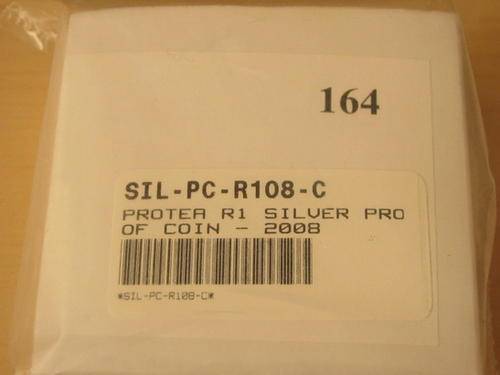 164
SIL-PC-R108-C
PROTEA R1 SILVER PRO
OF COIN - 2008
*SIL-PC-R108-C*